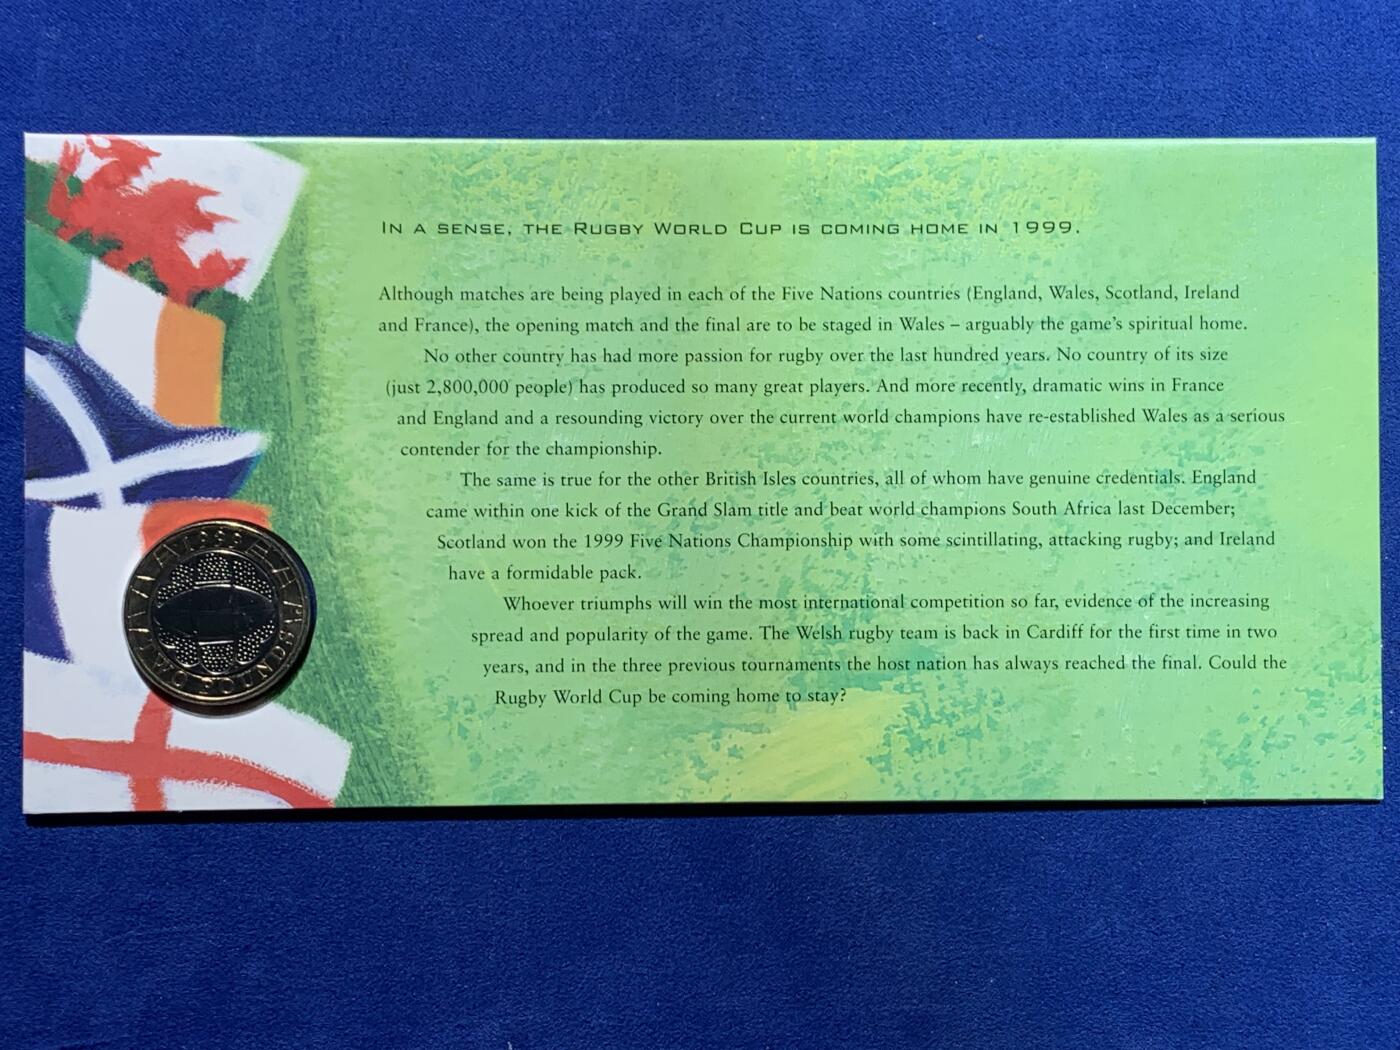 In a sense, the Rugby World Cup is coming home in 1999.
Although matches are being played in each of the Five Nations countries (England, Wales, Scotland, Ireland
and France), the opening match and the final are to be staged in Wales – arguably the game's spiritual home.
No other country has had more passion for rugby over the last hundred years. No country of its size
(just 2,800,000 people) has produced so many great players. And more recently, dramatic wins in France
and England and a resounding victory over the current world champions have re-established Wales as a serious
contender for the championship.
The same is true for the other British Isles countries, all of whom have genuine credentials. England
came within one kick of the Grand Slam title and beat world champions South Africa last December;
Scotland won the 1999 Five Nations Championship with some scintillating, attacking rugby; and Ireland
have a formidable pack.
Whoever triumphs will win the most international competition so far, evidence of the increasing
spread and popularity of the game. The Welsh rugby team is back in Cardiff for the first time in two
years, and in the three previous tournaments the host nation has always reached the final. Could the
Rugby World Cup be coming home to stay?
1999
TWO POUNDS